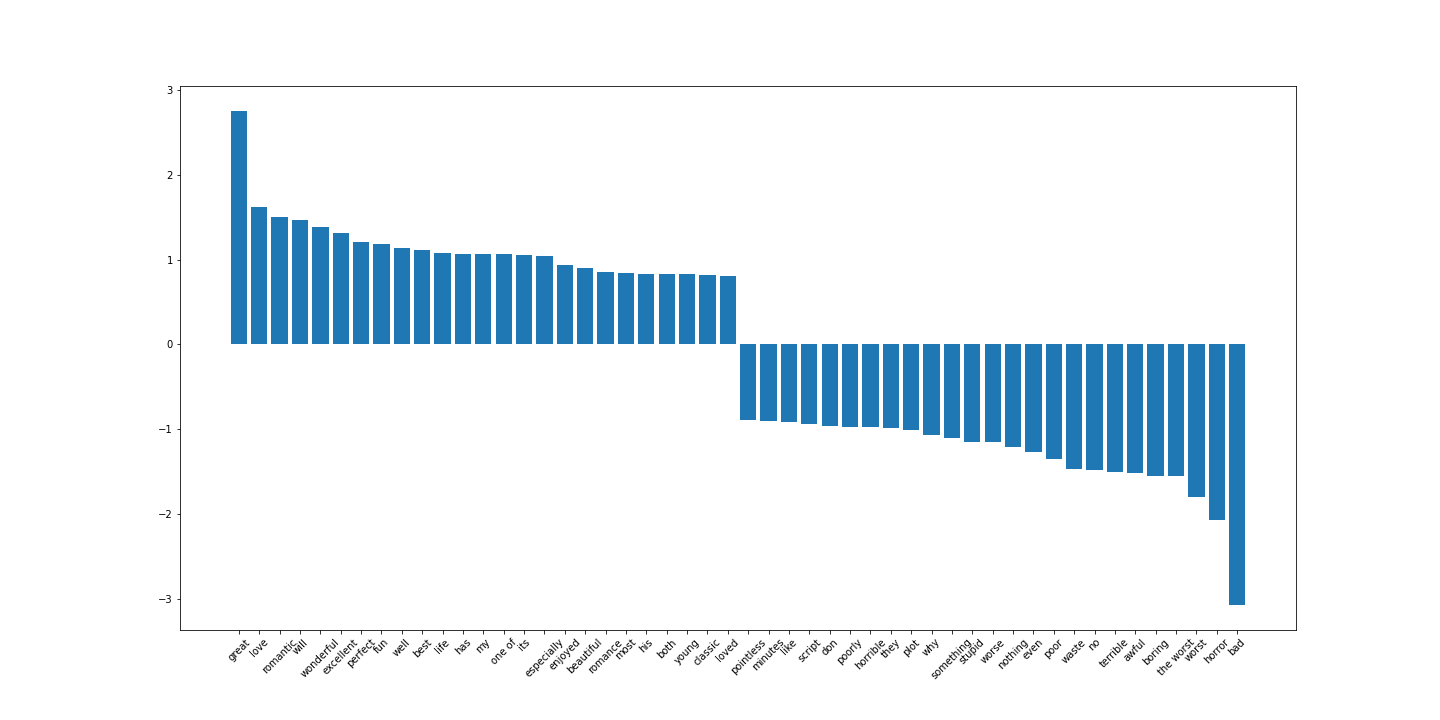 3
2
1
0
−1
−2
−3
great
love
romantic
will
wonderful
excellent
perfect
fun
well
best
life
has
my
one of
its
especially
enjoyed
beautiful
romance
most
his
both
young
classic
loved
pointless
minutes
like
script
don
poorly
horrible
they
plot
why
something
stupid
worse
nothing
even
poor
waste
no
terrible
awful
boring
the worst
worst
horror
bad